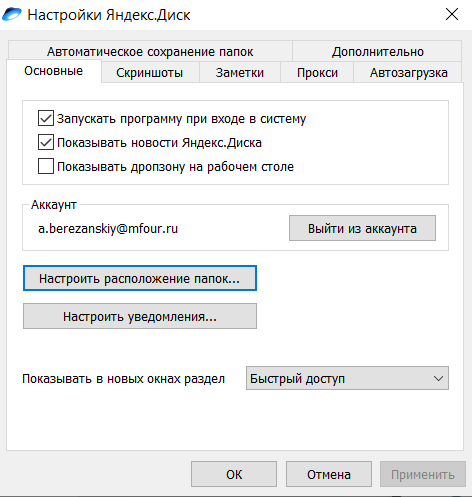 Настройки Яндекс.Диск
Автоматическое сохранение папок
Дополнительно
Основные
Скриншоты
Заметки
Прокси
Автозагрузка
Запускать программу при входе в систему
Показывать новости Яндекс.Диска
Показывать дропзону на рабочем столе
Аккаунт
a.berezanskiy@mfour.ru
Выйти из аккаунта
Настроить расположение папок...
Настроить уведомления...
Показывать в новых окнах раздел
Быстрый доступ
ОК
Отмена
Применить